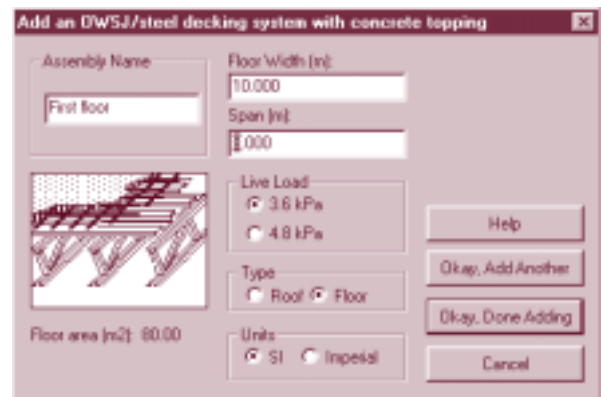 Add an OWSJ/steel decking system with concrete topping
Assembly Name
First floor
Floor Width (m):
10.000
Span (m):
.000
Live Load
3.6 kPa
4.8 kPa
Type
Roof Floor
Units
SI Imperial
Floor area (m2): 80.00
Help
Okay, Add Another
Okay, Done Adding
Cancel